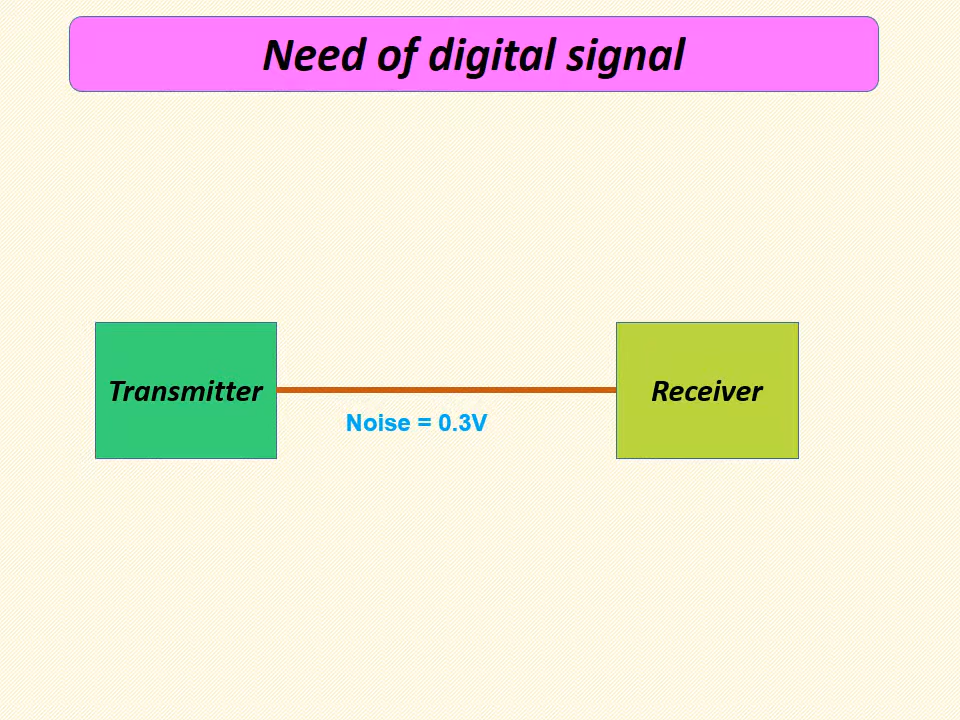 Need of digital signal
Transmitter
Receiver
Noise = 0.3V